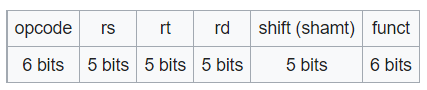 opcode rs rt rd shift (shamt) funct
6 bits 5 bits 5 bits 5 bits 5 bits 6 bits